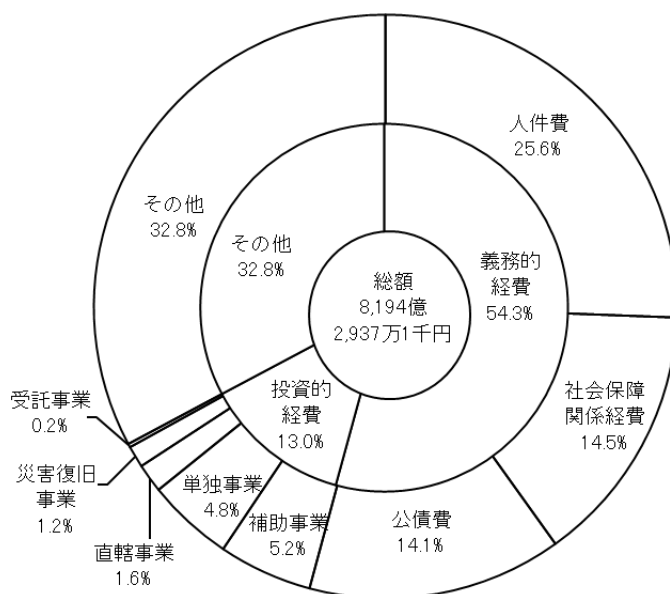 総額
8,194億
2,937万1千円
義務的
経費
54.3%
投資的
経費
13.0%
その他
32.8%
人件費
25.6%
社会保障
関係経費
14.5%
公債費
14.1%
補助事業
5.2%
単独事業
4.8%
直轄事業
1.6%
災害復旧
事業
1.2%
受託事業
0.2%
その他
32.8%